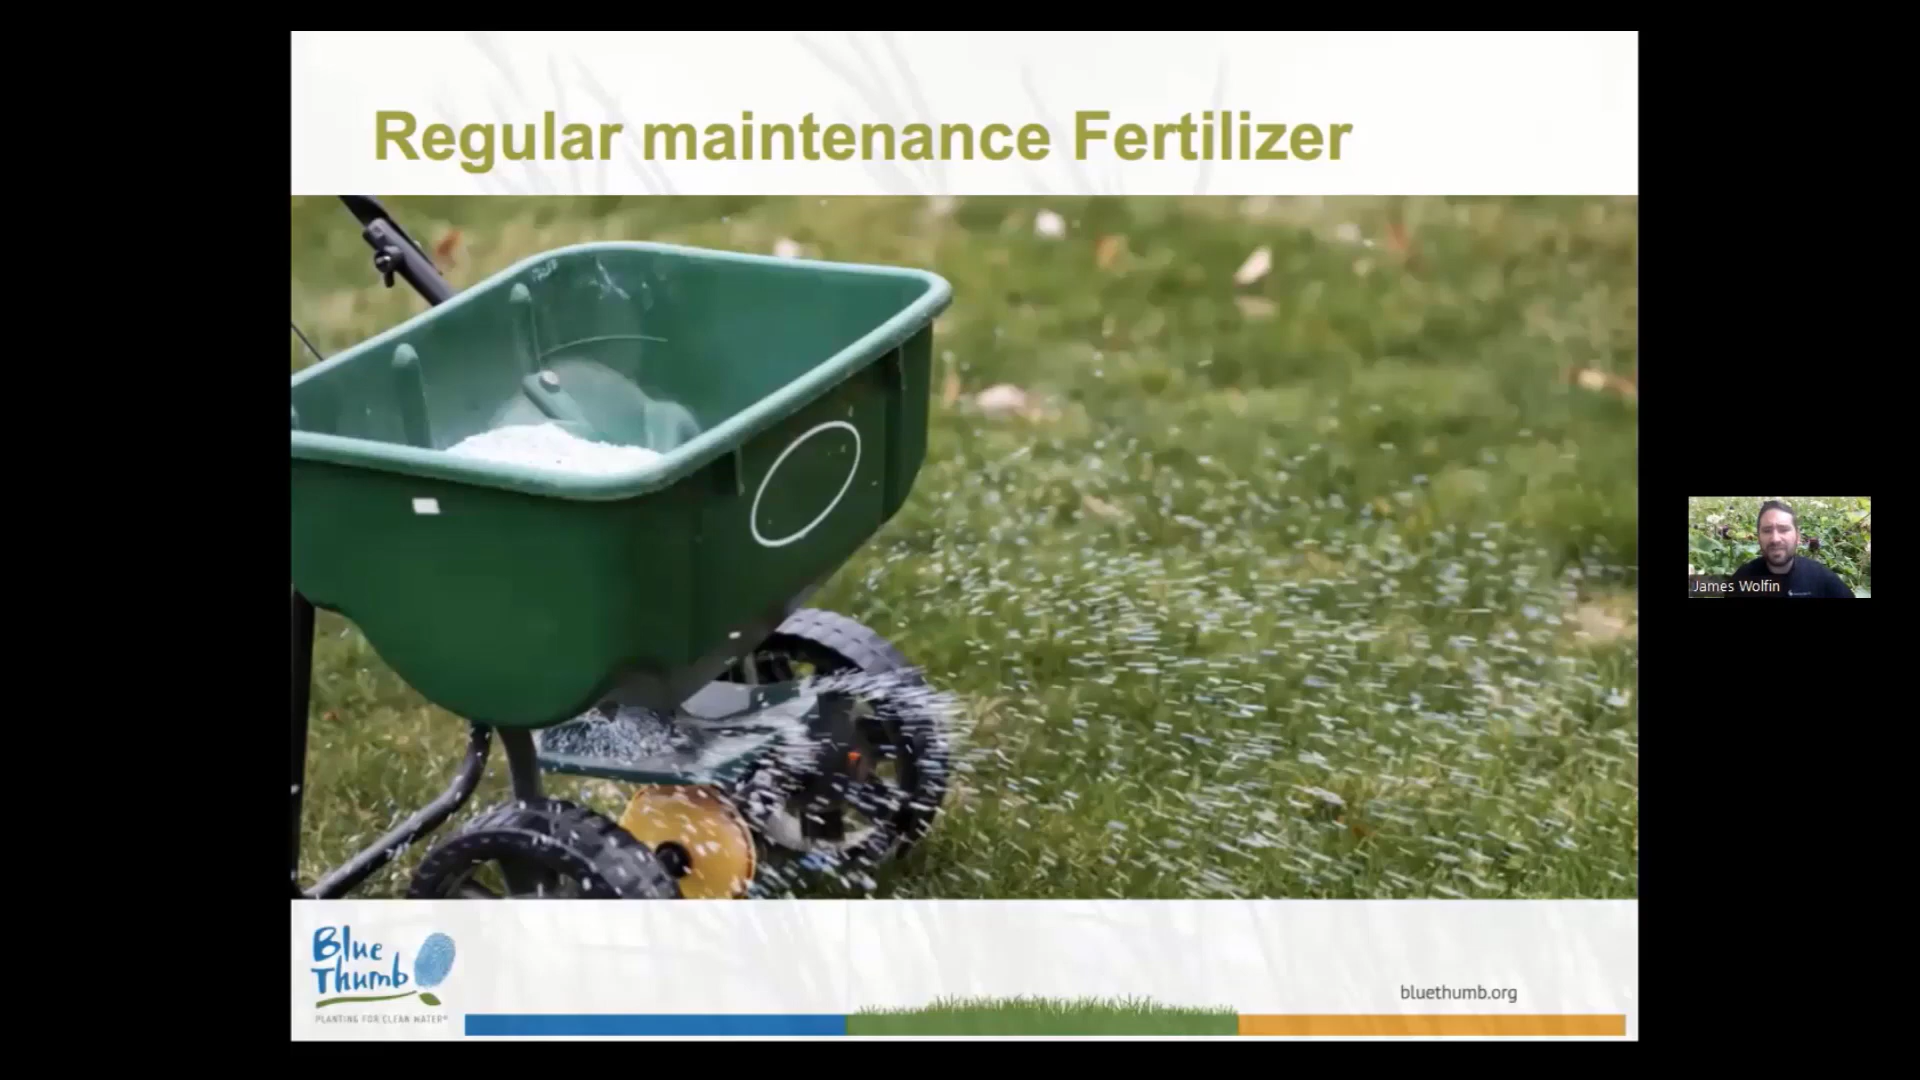 Regular maintenance Fertilizer
James Wolfin
Blue
Thumb
PLANTING FOR CLEAN WATER®
bluethumb.org